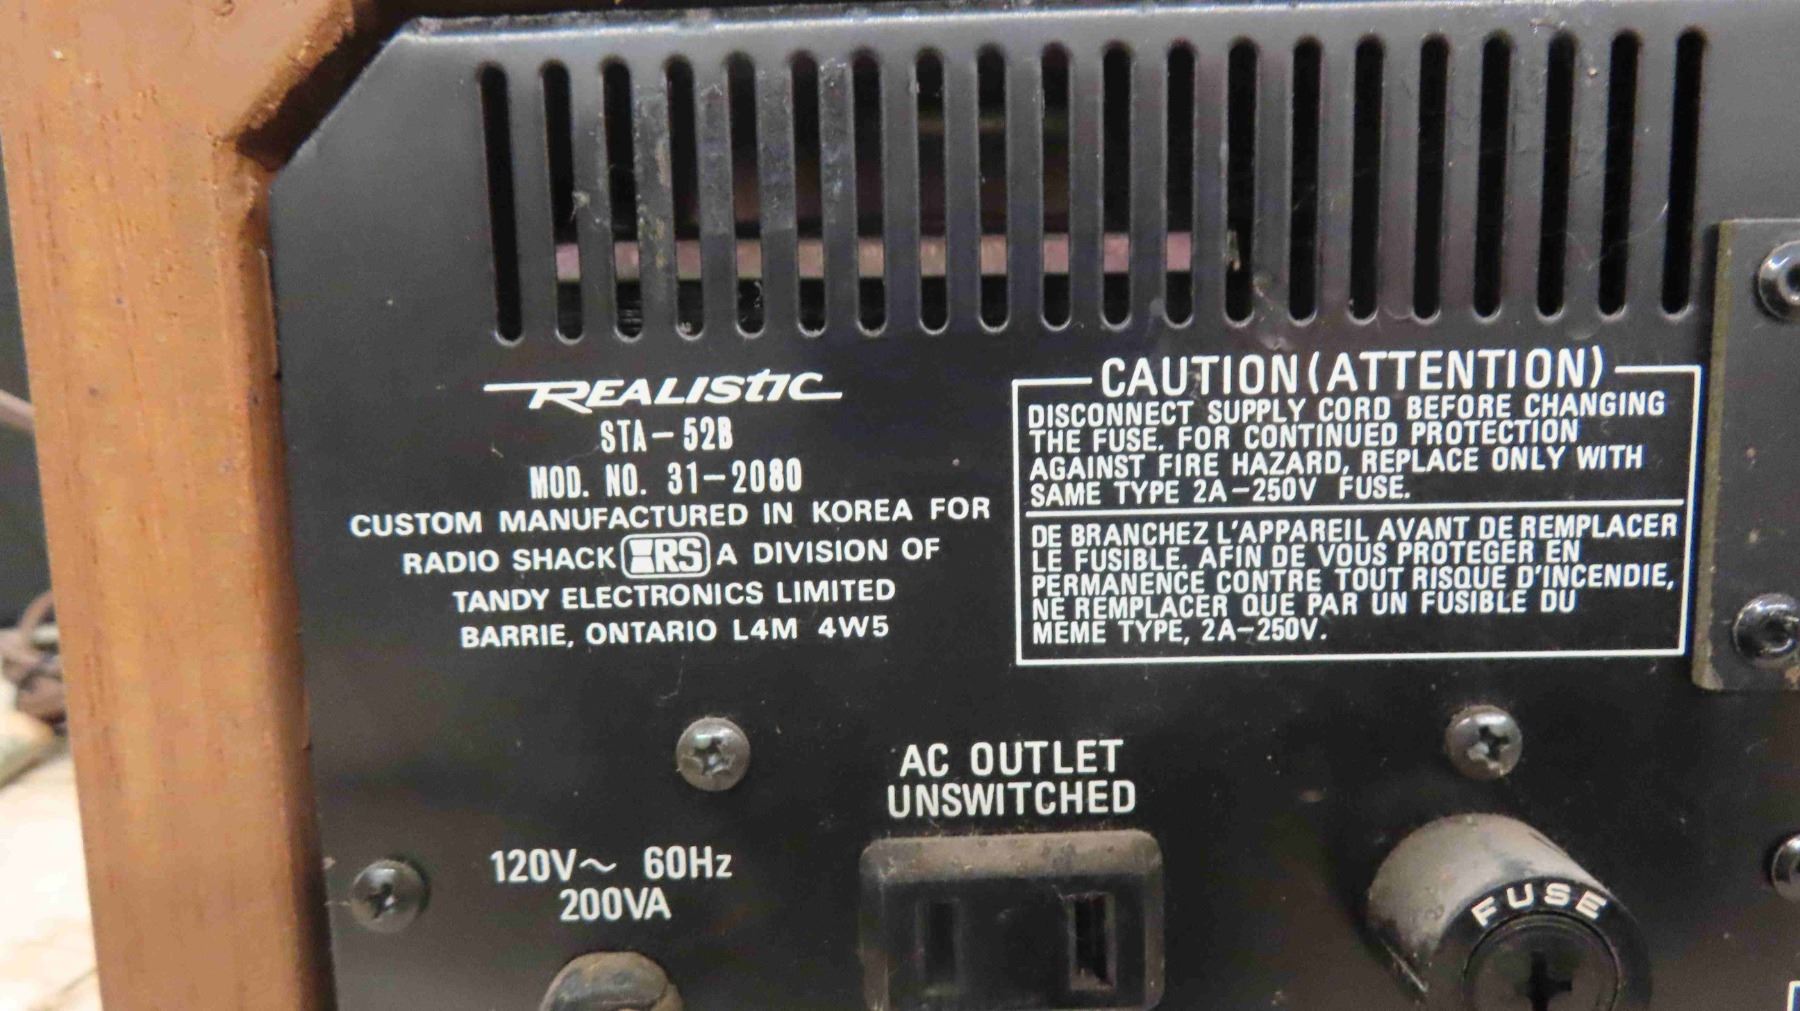 REALISTIC
STA-52B
MOD. NO. 31-2080
CUSTOM MANUFACTURED IN KOREA FOR
RADIO SHACK RS A DIVISION OF
TANDY ELECTRONICS LIMITED
BARRIE, ONTARIO L4M 4W5
CAUTION (ATTENTION)
DISCONNECT SUPPLY CORD BEFORE CHANGING
THE FUSE. FOR CONTINUED PROTECTION
AGAINST FIRE HAZARD, REPLACE ONLY WITH
SAME TYPE 2A-250V FUSE.
DE BRANCHEZ L'APPAREIL AVANT DE REMPLACER
LE FUSIBLE. AFIN DE VOUS PROTEGER EN
PERMANENCE CONTRE TOUT RISQUE D'INCENDIE,
NE REMPLACER QUE PAR UN FUSIBLE DU
MEME TYPE, 2A-250V.
AC OUTLET
UNSWITCHED
120V~ 60Hz
200VA
FUSE